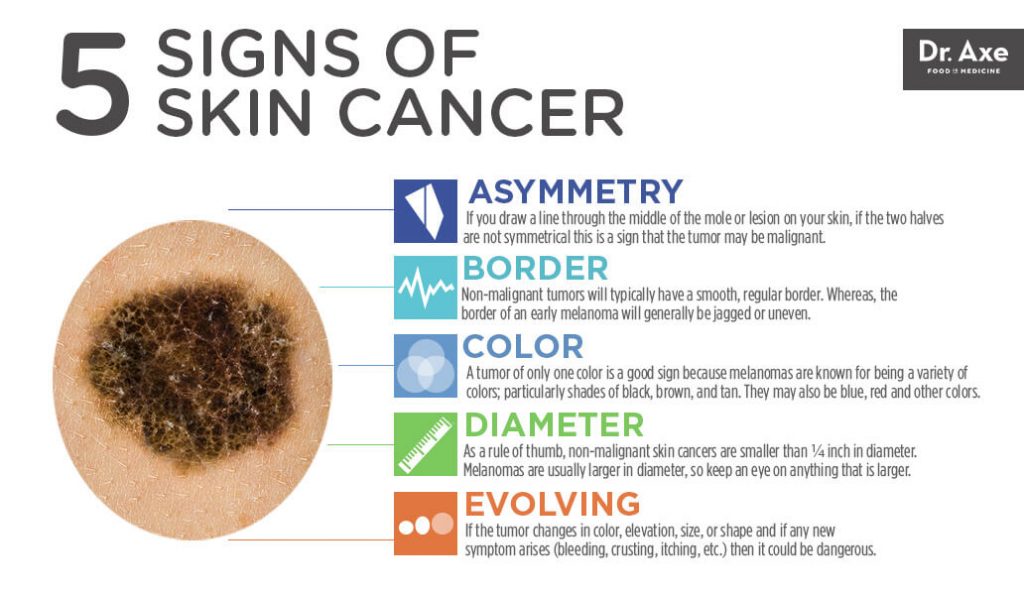 5 SIGNS OF
SKIN CANCER
Dr. Axe
FOOD IS MEDICINE
ASYMMETRY
If you draw a line through the middle of the mole or lesion on your skin, if the two halves
are not symmetrical this is a sign that the tumor may be malignant.
BORDER
Non-malignant tumors will typically have a smooth, regular border. Whereas, the
border of an early melanoma will generally be jagged or uneven.
COLOR
A tumor of only one color is a good sign because melanomas are known for being a variety of
colors; particularly shades of black, brown, and tan. They may also be blue, red and other colors.
DIAMETER
As a rule of thumb, non-malignant skin cancers are smaller than ¼ inch in diameter.
Melanomas are usually larger in diameter, so keep an eye on anything that is larger.
EVOLVING
If the tumor changes in color, elevation, size, or shape and if any new
symptom arises (bleeding, crusting, itching, etc.) then it could be dangerous.